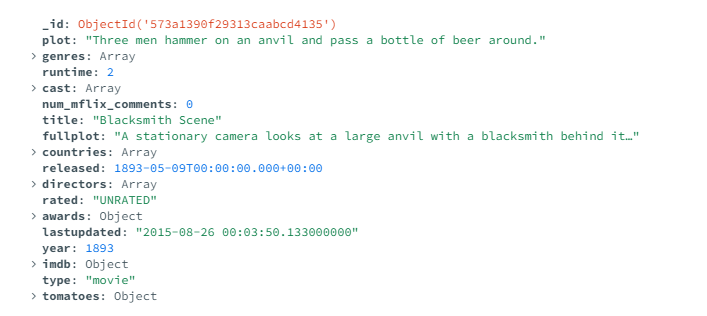 _id: ObjectId('573a1390f29313caabcd4135')
plot: "Three men hammer on an anvil and pass a bottle of beer around."
> genres: Array
runtime: 2
> cast: Array
num_mflix_comments: 0
title: "Blacksmith Scene"
fullplot: "A stationary camera looks at a large anvil with a blacksmith behind it…"
> countries: Array
released: 1893-05-09T00:00:00.000+00:00
> directors: Array
rated: "UNRATED"
> awards: Object
lastupdated: "2015-08-26 00:03:50.133000000"
year: 1893
> imdb: Object
type: "movie"
> tomatoes: Object